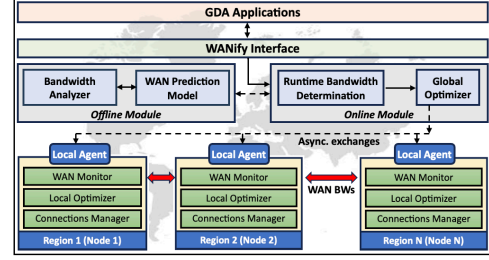 GDA Applications
WANify Interface
Bandwidth
Analyzer
WAN Prediction
Model
Offline Module
Runtime Bandwidth
Determination
Global
Optimizer
Online Module
Async. exchanges
Local Agent
WAN Monitor
Local Optimizer
Connections Manager
Region 1 (Node 1)
Local Agent
WAN Monitor
Local Optimizer
Connections Manager
Region 2 (Node 2)
WAN BWs
Local Agent
WAN Monitor
Local Optimizer
Connections Manager
Region N (Node N)